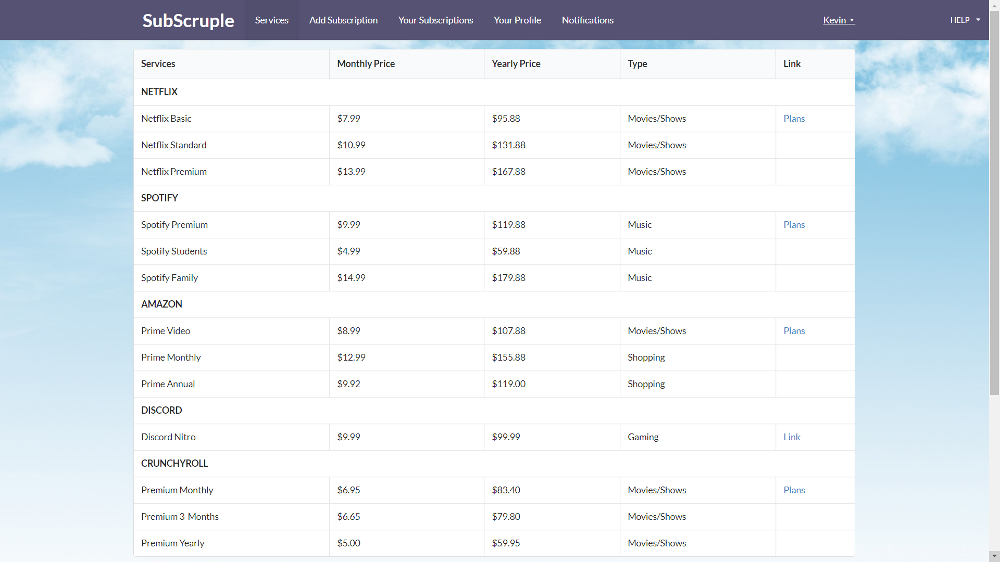 SubScruple Services Add Subscription Your Subscriptions Your Profile Notifications Kevin HELP
Services Monthly Price Yearly Price Type Link
NETFLIX
Netflix Basic $7.99 $95.88 Movies/Shows Plans
Netflix Standard $10.99 $131.88 Movies/Shows
Netflix Premium $13.99 $167.88 Movies/Shows
SPOTIFY
Spotify Premium $9.99 $119.88 Music Plans
Spotify Students $4.99 $59.88 Music
Spotify Family $14.99 $179.88 Music
AMAZON
Prime Video $8.99 $107.88 Movies/Shows Plans
Prime Monthly $12.99 $155.88 Shopping
Prime Annual $9.92 $119.00 Shopping
DISCORD
Discord Nitro $9.99 $99.99 Gaming Link
CRUNCHYROLL
Premium Monthly $6.95 $83.40 Movies/Shows Plans
Premium 3-Months $6.65 $79.80 Movies/Shows
Premium Yearly $5.00 $59.95 Movies/Shows